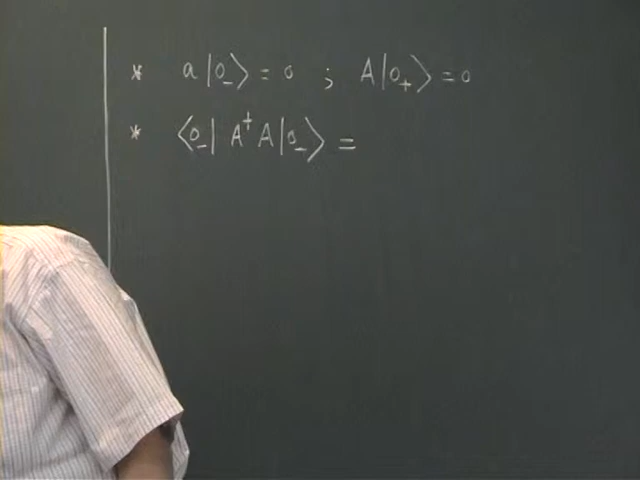 * a|0₋⟩ = 0 ; A|0₊⟩ = 0
* ⟨0₋| A⁺ A |0₋⟩ =